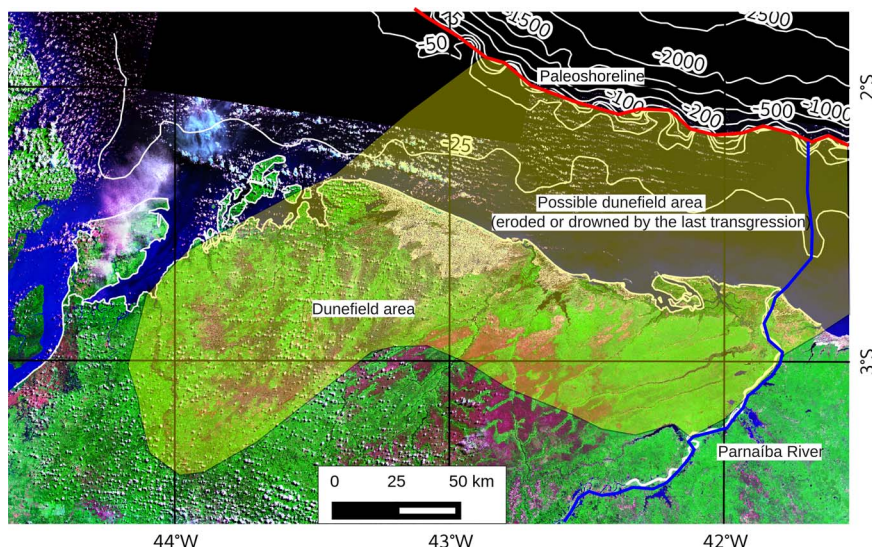 -75
-1500
-2500
-50
-2000
Paleoshoreline
2°S
-100
-200
-500
-1000
-25
Possible dunefield area
(eroded or drowned by the last transgression)
Dunefield area
3°S
Parnaíba River
0 25 50 km
44°W 43°W 42°W